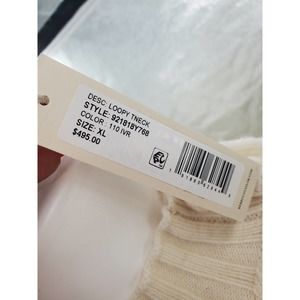 DESC: LOOPY TNECK
STYLE: 921818Y768
COLOR : 110 IVR
SIZE: XL
$495.00